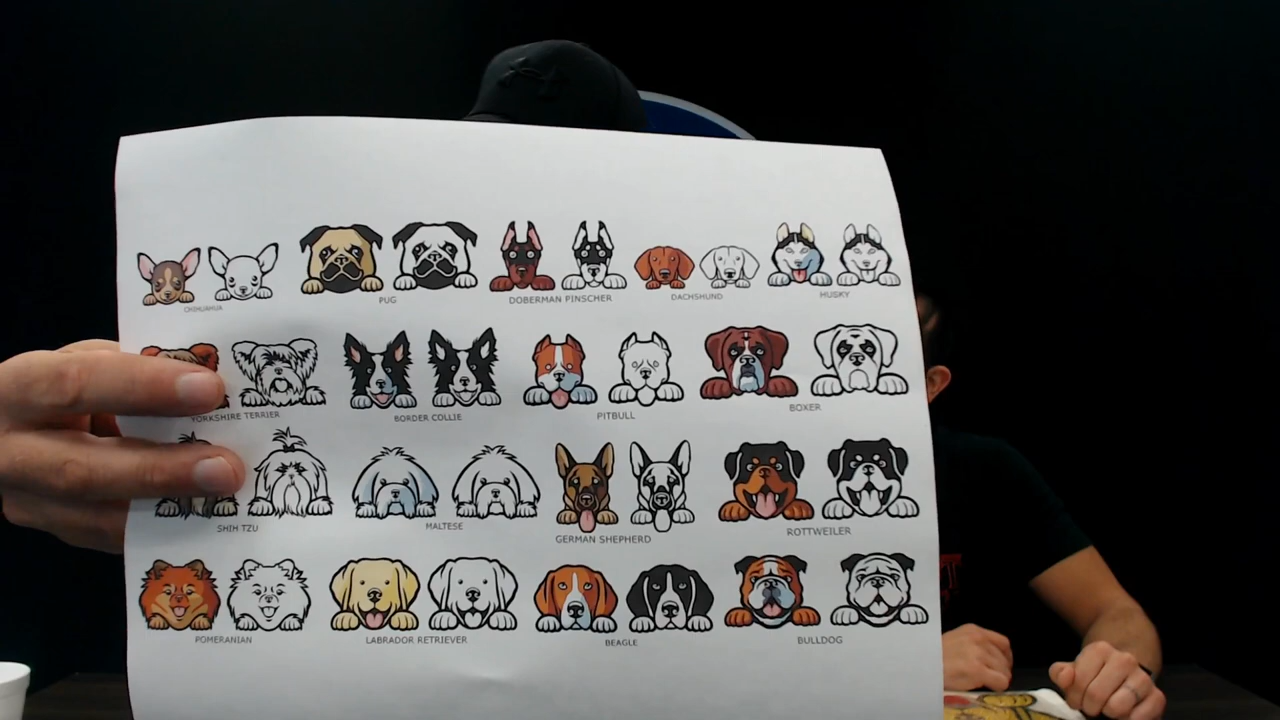 CHIHUAHUA
PUG
DOBERMAN PINSCHER
DACHSHUND
HUSKY
YORKSHIRE TERRIER
BORDER COLLIE
PITBULL
BOXER
SHIH TZU
MALTESE
GERMAN SHEPHERD
ROTTWEILER
POMERANIAN
LABRADOR RETRIEVER
BEAGLE
BULLDOG